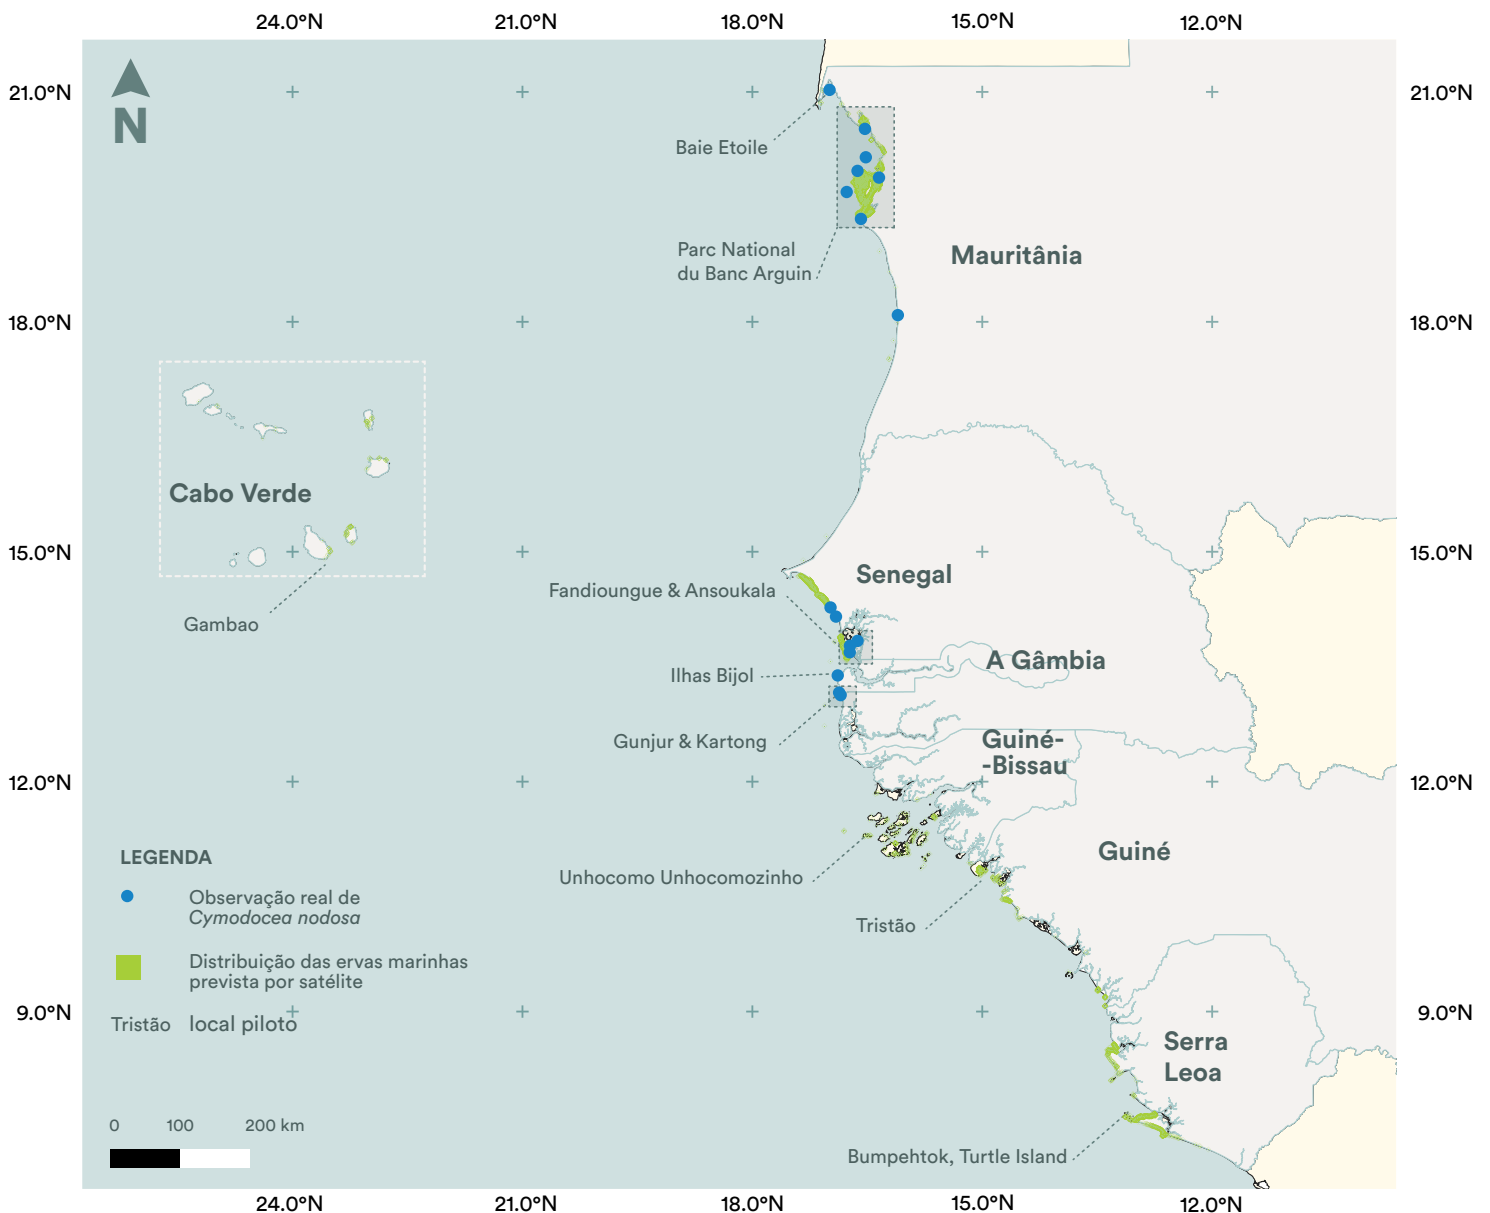 24.0°N 21.0°N 18.0°N 15.0°N 12.0°N
21.0°N 21.0°N
N
Baie Etoile
Parc National
du Banc Arguin
Mauritânia
18.0°N 18.0°N
Cabo Verde
15.0°N 15.0°N
Senegal
Fandioungue & Ansoukala
Gambao
A Gâmbia
Ilhas Bijol
Gunjur & Kartong
Guiné-
-Bissau
12.0°N 12.0°N
Guiné
LEGENDA
Unhocomo Unhocomozinho
Observação real de
Cymodocea nodosa
Tristão
Distribuição das ervas marinhas
prevista por satélite
9.0°N 9.0°N
Tristão local piloto
Serra
Leoa
0 100 200 km
Bumpehtok, Turtle Island
24.0°N 21.0°N 18.0°N 15.0°N 12.0°N